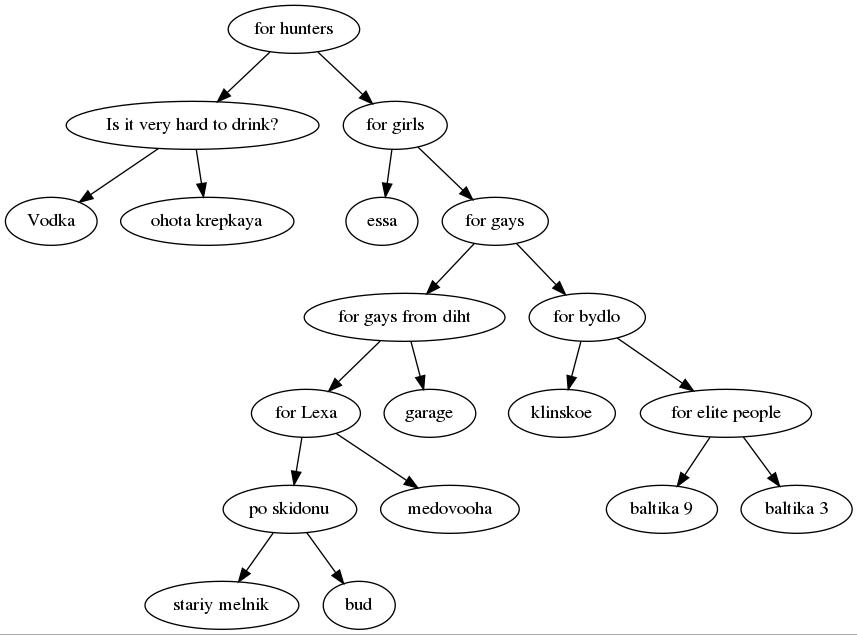 for hunters
Is it very hard to drink?
for girls
Vodka
ohota krepkaya
essa
for gays
for gays from diht
for bydlo
for Lexa
garage
klinskoe
for elite people
po skidonu
medovooha
baltika 9
baltika 3
stariy melnik
bud